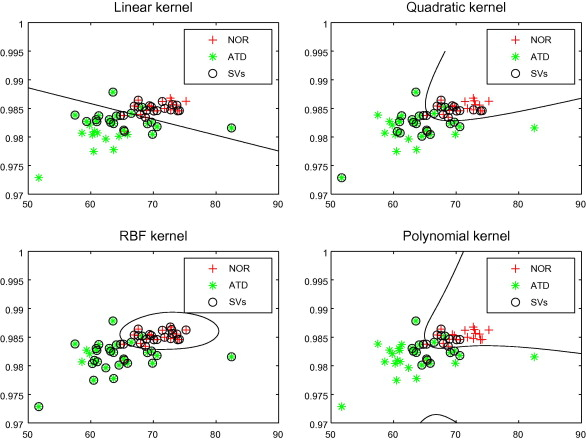 Linear kernel
Quadratic kernel
1
0.995
0.99
0.985
0.98
0.975
0.97
50 60 70 80 90
NOR
ATD
SVs
1
0.995
0.99
0.985
0.98
0.975
0.97
50 60 70 80 90
NOR
ATD
SVs
RBF kernel
Polynomial kernel
1
0.995
0.99
0.985
0.98
0.975
0.97
50 60 70 80 90
NOR
ATD
SVs
1
0.995
0.99
0.985
0.98
0.975
0.97
50 60 70 80 90
NOR
ATD
SVs